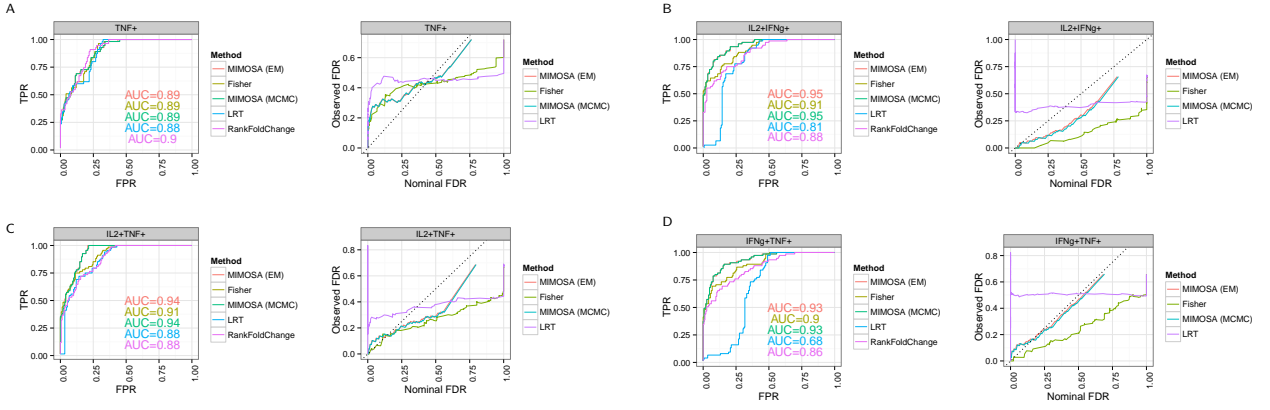 A
TNF+
1.00
0.75
0.50
0.25
0.00
TPR
AUC=0.89
AUC=0.89
AUC=0.89
AUC=0.88
AUC=0.9
0.00
0.25
0.50
0.75
1.00
FPR
Method
MIMOSA (EM)
Fisher
MIMOSA (MCMC)
LRT
RankFoldChange
TNF+
0.6
0.4
0.2
0.0
Observed FDR
0.00
0.25
0.50
0.75
1.00
Nominal FDR
Method
MIMOSA (EM)
Fisher
MIMOSA (MCMC)
LRT
B
IL2+IFNg+
1.00
0.75
0.50
0.25
0.00
TPR
AUC=0.95
AUC=0.91
AUC=0.95
AUC=0.81
AUC=0.88
0.00
0.25
0.50
0.75
1.00
FPR
Method
MIMOSA (EM)
Fisher
MIMOSA (MCMC)
LRT
RankFoldChange
IL2+IFNg+
1.00
0.75
0.50
0.25
0.00
Observed FDR
0.00
0.25
0.50
0.75
1.00
Nominal FDR
Method
MIMOSA (EM)
Fisher
MIMOSA (MCMC)
LRT
C
IL2+TNF+
1.00
0.75
0.50
0.25
0.00
TPR
AUC=0.94
AUC=0.91
AUC=0.94
AUC=0.88
AUC=0.88
0.00
0.25
0.50
0.75
1.00
FPR
Method
MIMOSA (EM)
Fisher
MIMOSA (MCMC)
LRT
RankFoldChange
IL2+TNF+
0.8
0.6
0.4
0.2
0.0
Observed FDR
0.00
0.25
0.50
0.75
1.00
Nominal FDR
Method
MIMOSA (EM)
Fisher
MIMOSA (MCMC)
LRT
D
IFNg+TNF+
1.00
0.75
0.50
0.25
0.00
TPR
AUC=0.93
AUC=0.9
AUC=0.93
AUC=0.68
AUC=0.86
0.00
0.25
0.50
0.75
1.00
FPR
Method
MIMOSA (EM)
Fisher
MIMOSA (MCMC)
LRT
RankFoldChange
IFNg+TNF+
0.8
0.6
0.4
0.2
0.0
Observed FDR
0.00
0.25
0.50
0.75
1.00
Nominal FDR
Method
MIMOSA (EM)
Fisher
MIMOSA (MCMC)
LRT